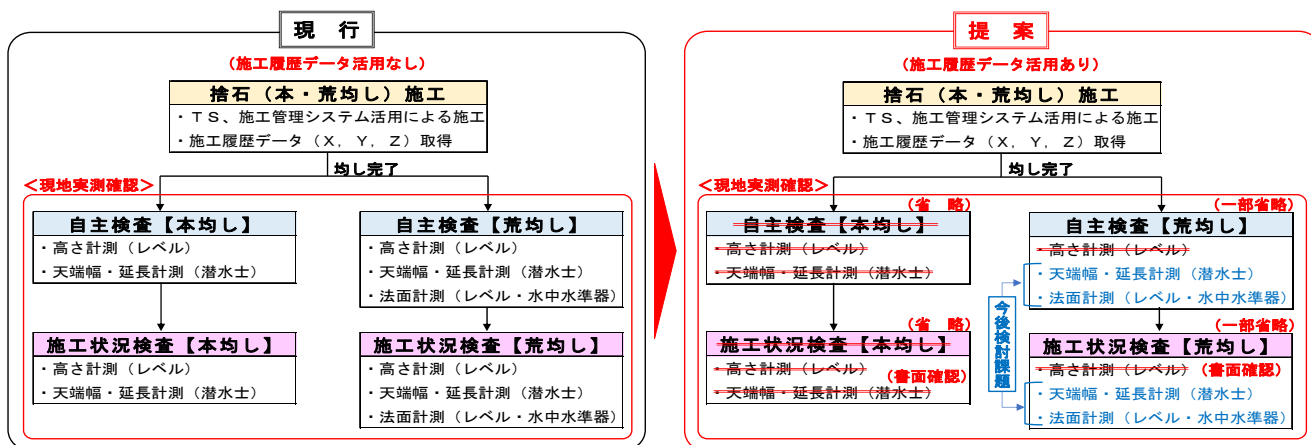 現　行
（施工履歴データ活用なし）
捨石（本・荒均し）施工
・ＴＳ、施工管理システム活用による施工
・施工履歴データ（Ｘ，Ｙ，Ｚ）取得
均し完了
＜現地実測確認＞
自主検査【本均し】
・高さ計測（レベル）
・天端幅・延長計測（潜水士）
自主検査【荒均し】
・高さ計測（レベル）
・天端幅・延長計測（潜水士）
・法面計測（レベル・水中水準器）
施工状況検査【本均し】
・高さ計測（レベル）
・天端幅・延長計測（潜水士）
施工状況検査【荒均し】
・高さ計測（レベル）
・天端幅・延長計測（潜水士）
・法面計測（レベル・水中水準器）
提　案
（施工履歴データ活用あり）
捨石（本・荒均し）施工
・ＴＳ、施工管理システム活用による施工
・施工履歴データ（Ｘ，Ｙ，Ｚ）取得
均し完了
＜現地実測確認＞
（省　略）
自主検査【本均し】
・高さ計測（レベル）
・天端幅・延長計測（潜水士）
（一部省略）
自主検査【荒均し】
・高さ計測（レベル）
・天端幅・延長計測（潜水士）
・法面計測（レベル・水中水準器）
今後検討課題
（省　略）
施工状況検査【本均し】
・高さ計測（レベル）
（書面確認）
・天端幅・延長計測（潜水士）
（一部省略）
施工状況検査【荒均し】
・高さ計測（レベル）（書面確認）
・天端幅・延長計測（潜水士）
・法面計測（レベル・水中水準器）